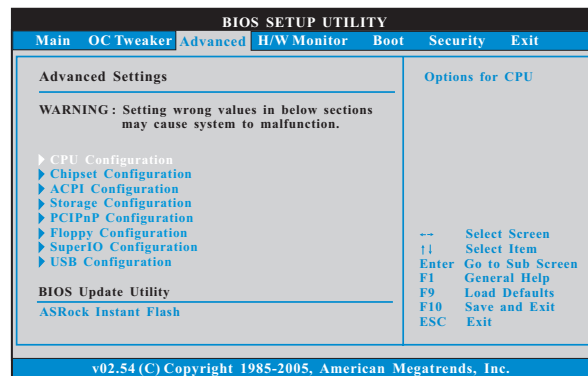 BIOS SETUP UTILITY
Main OC Tweaker Advanced H/W Monitor Boot Security Exit
Advanced Settings
WARNING : Setting wrong values in below sections
may cause system to malfunction.
CPU Configuration
Chipset Configuration
ACPI Configuration
Storage Configuration
PCIPnP Configuration
Floppy Configuration
SuperIO Configuration
USB Configuration
BIOS Update Utility
ASRock Instant Flash
Options for CPU
←→ Select Screen
↑↓ Select Item
Enter Go to Sub Screen
F1 General Help
F9 Load Defaults
F10 Save and Exit
ESC Exit
v02.54 (C) Copyright 1985-2005, American Megatrends, Inc.